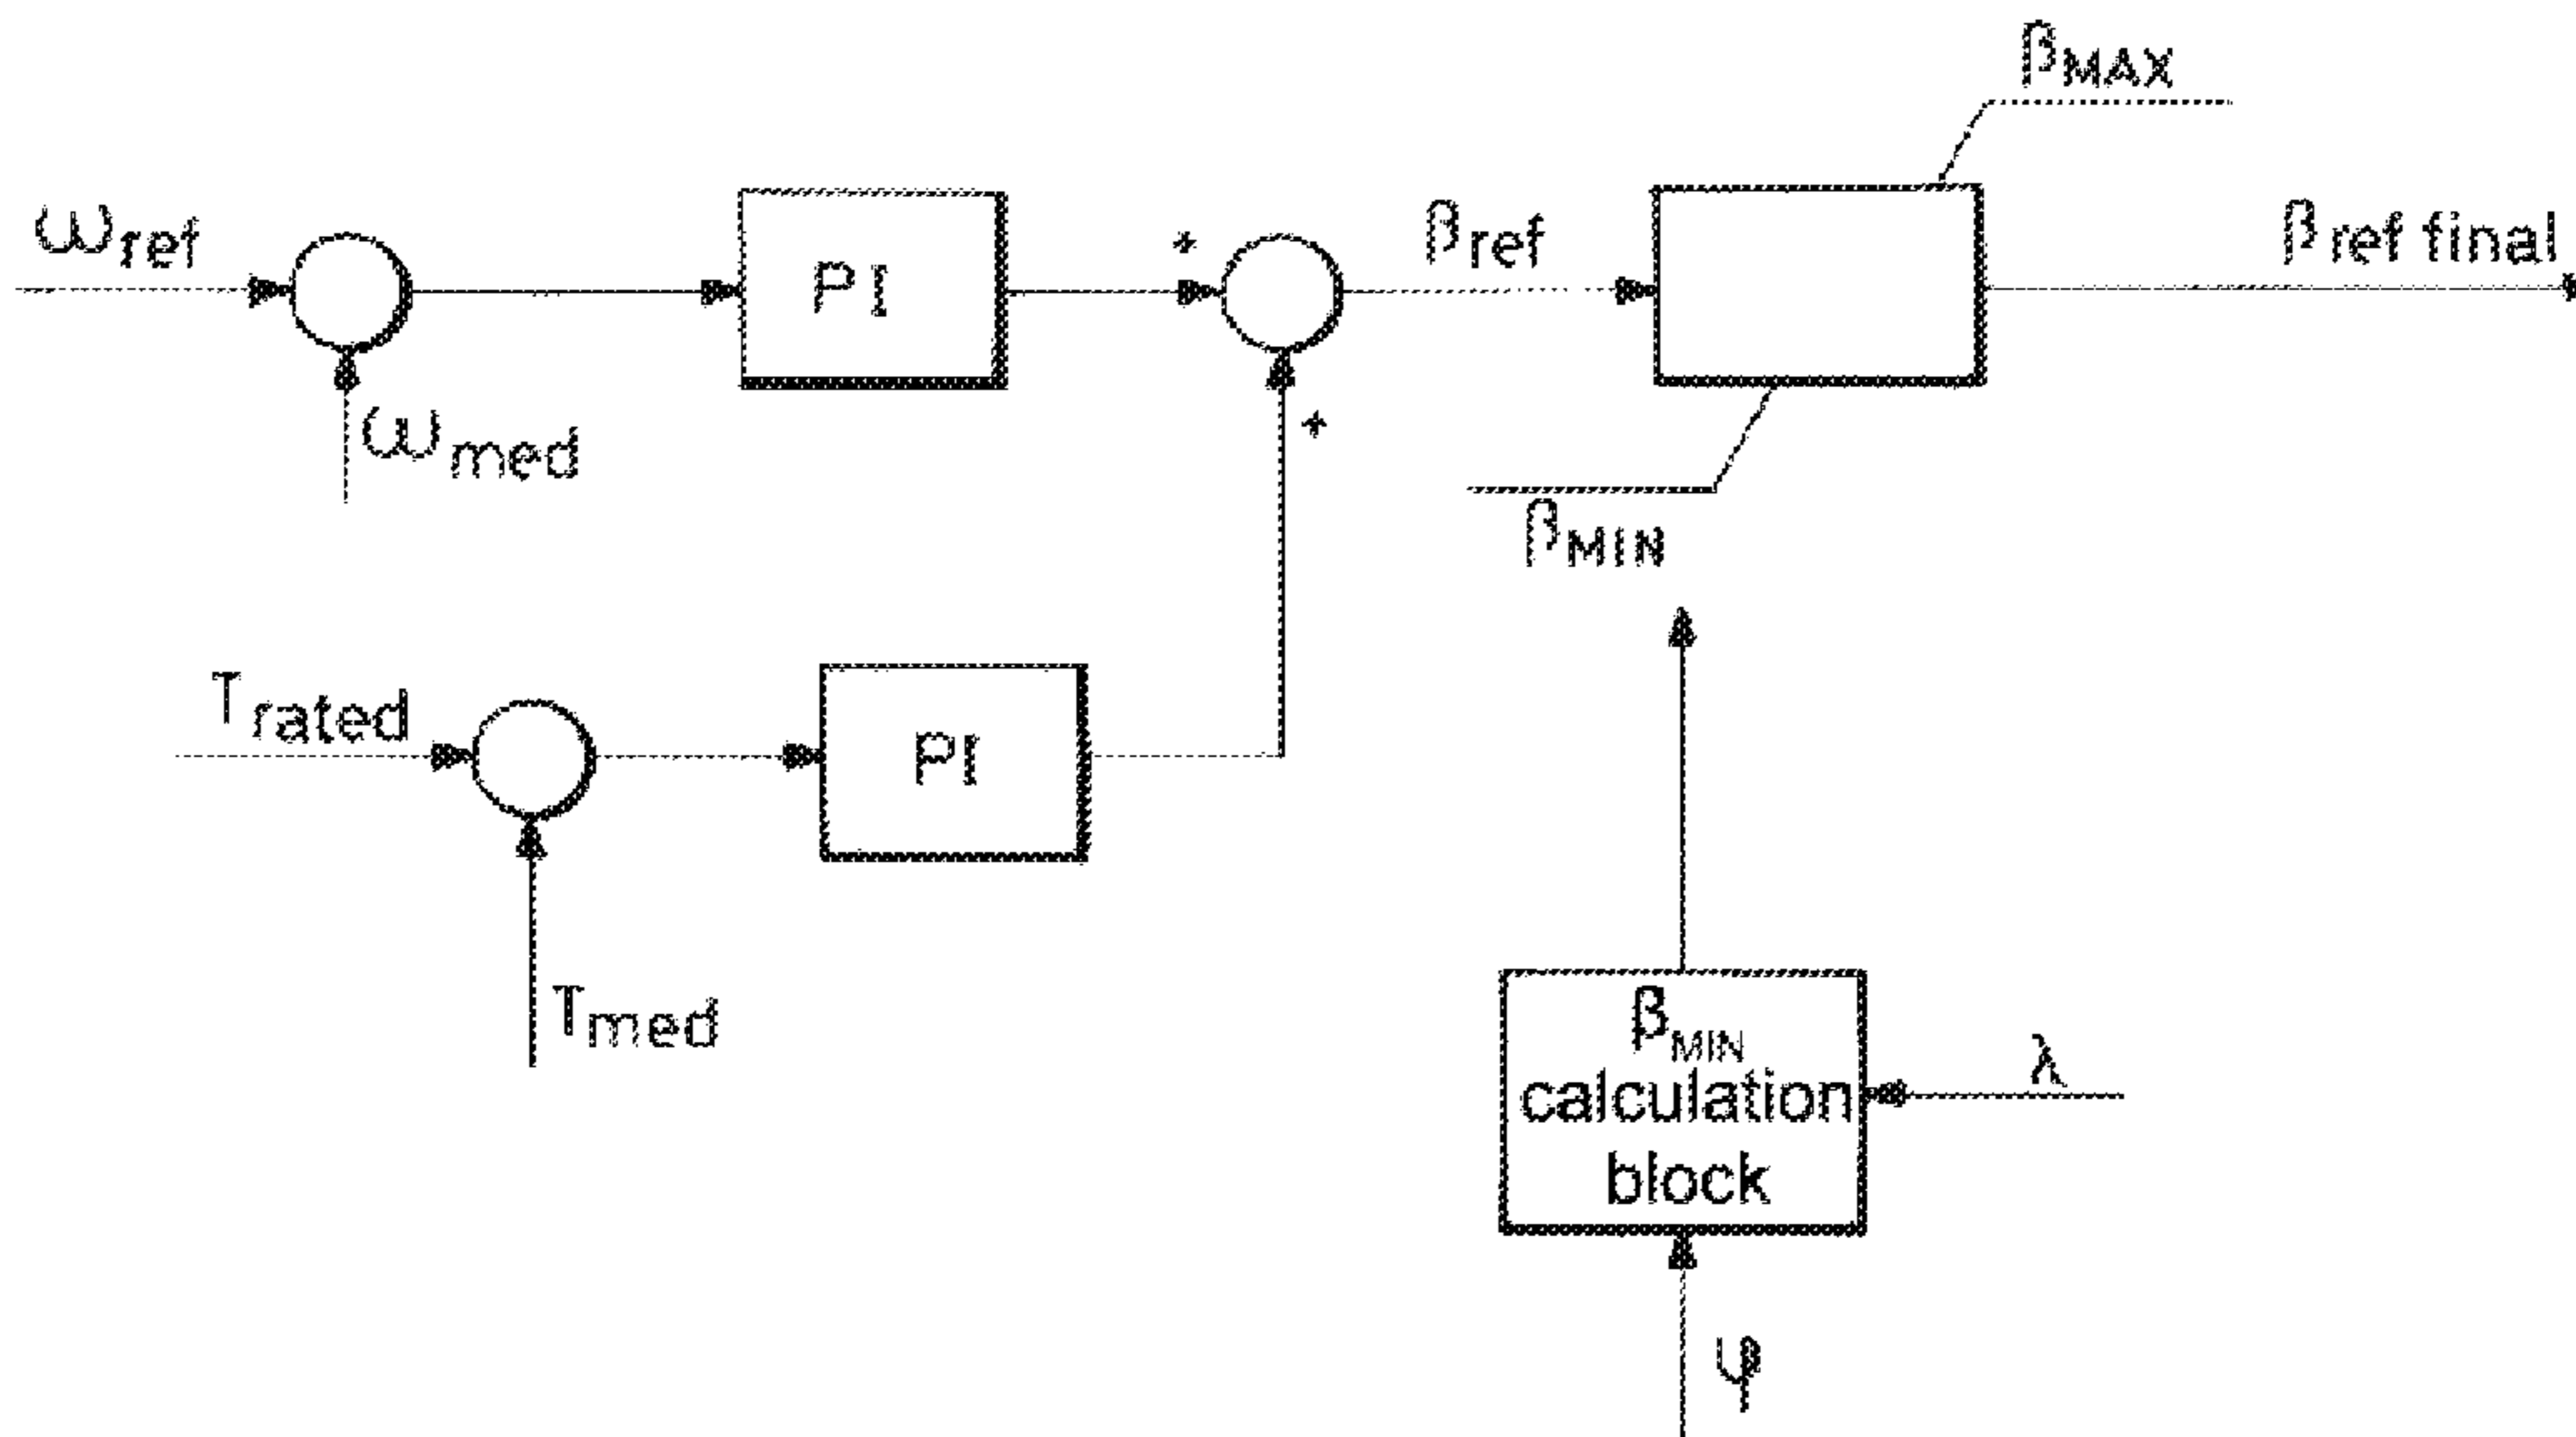 βMAX
ωref
PI
+
βref
βref final
ωmed
+
βMIN
Trated
PI
Tmed
βMIN
calculation
block
λ
φ